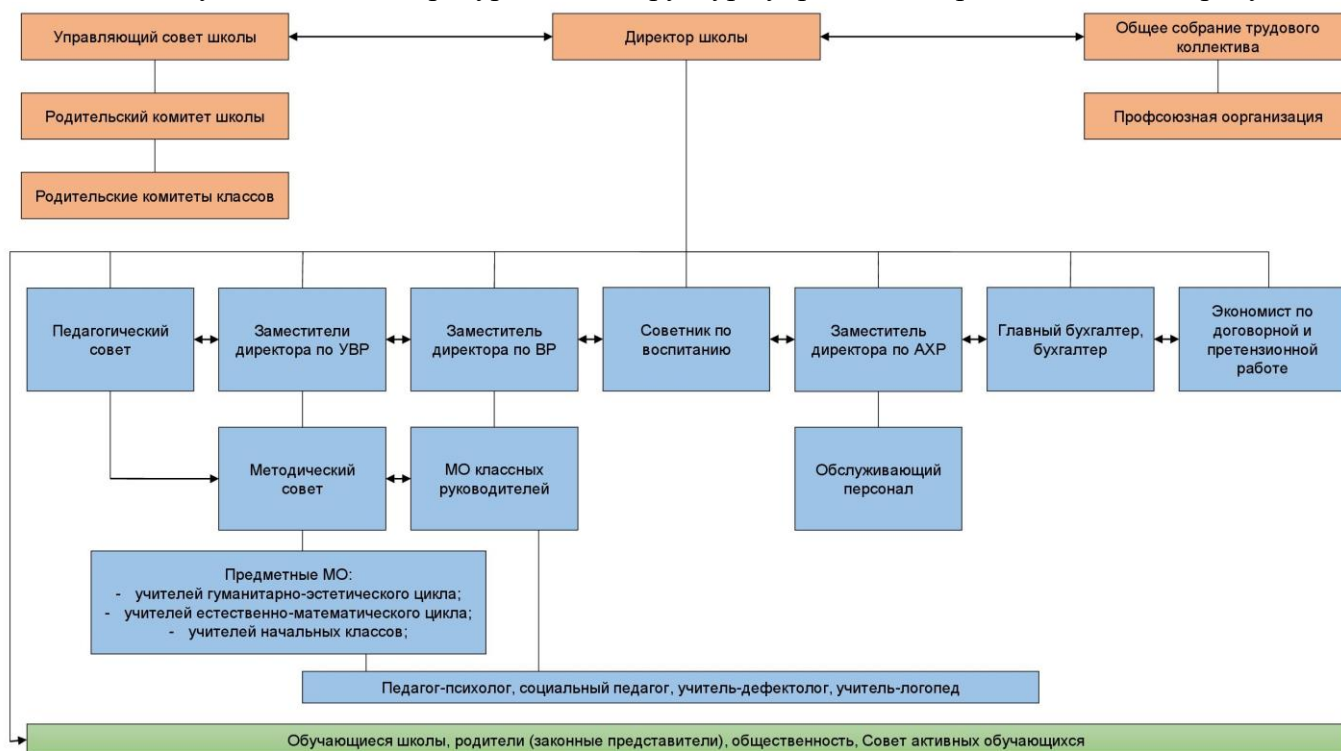 Управляющий совет школы
Директор школы
Общее собрание трудового
коллектива
Родительский комитет школы
Профсоюзная оорганизация
Родительские комитеты классов
Педагогический
совет
Заместители
директора по УВР
Заместитель
директора по ВР
Советник по
воспитанию
Заместитель
директора по АХР
Главный бухгалтер,
бухгалтер
Экономист по
договорной и
претензионной
работе
Методический
совет
МО классных
руководителей
Обслуживающий
персонал
Предметные МО:
- учителей гуманитарно-эстетического цикла;
- учителей естественно-математического цикла;
- учителей начальных классов;
Педагог-психолог, социальный педагог, учитель-дефектолог, учитель-логопед
Обучающиеся школы, родители (законные представители), общественность, Совет активных обучающихся